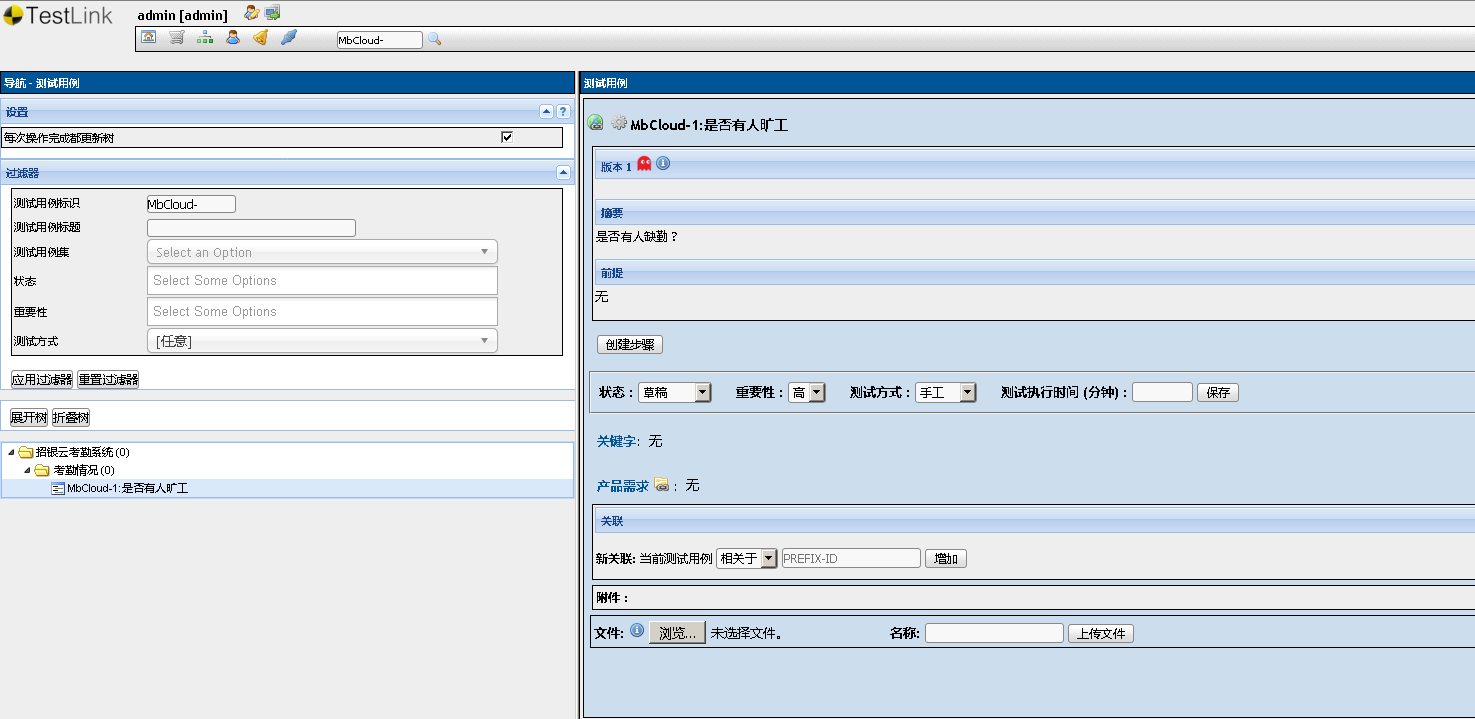 TestLink
admin [admin]
MbCloud-
导航 - 测试用例
设置
每次操作完成都更新树
过滤器
测试用例标识 MbCloud-
测试用例标题
测试用例集 Select an Option
状态 Select Some Options
重要性 Select Some Options
测试方式 [任意]
应用过滤器 重置过滤器
展开树 折叠树
招银云考勤系统 (0)
考勤情况 (0)
MbCloud-1:是否有人旷工
测试用例
MbCloud-1:是否有人旷工
版本 1
摘要
是否有人缺勤？
前提
无
创建步骤
状态： 草稿 重要性： 高 测试方式： 手工 测试执行时间 (分钟)： 保存
关键字： 无
产品需求 ： 无
关联
新关联: 当前测试用例 相关于 PREFIX-ID 增加
附件：
文件: 浏览... 未选择文件。 名称: 上传文件